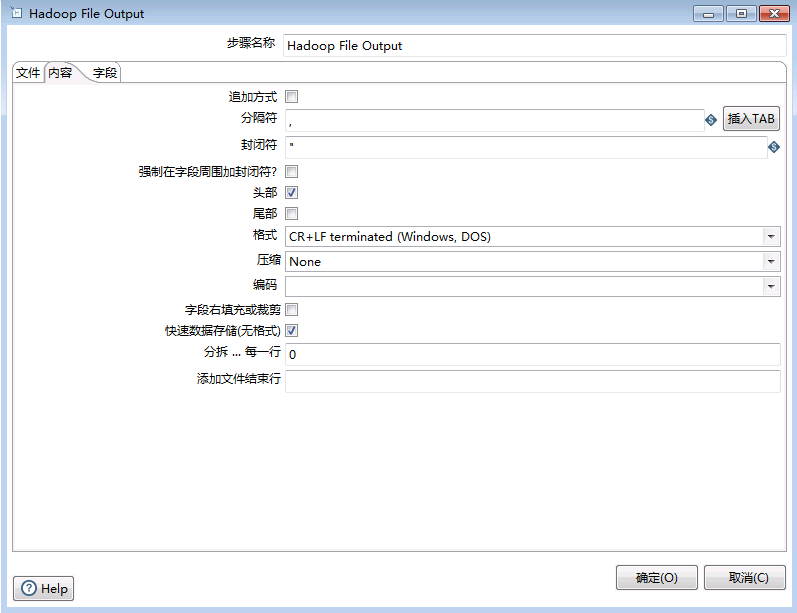 Hadoop File Output
步骤名称 Hadoop File Output
文件 内容 字段
追加方式
分隔符 , 插入TAB
封闭符 "
强制在字段周围加封闭符?
头部
尾部
格式 CR+LF terminated (Windows, DOS)
压缩 None
编码
字段右填充或裁剪
快速数据存储(无格式)
分拆 ... 每一行 0
添加文件结束行
Help 确定(O) 取消(C)